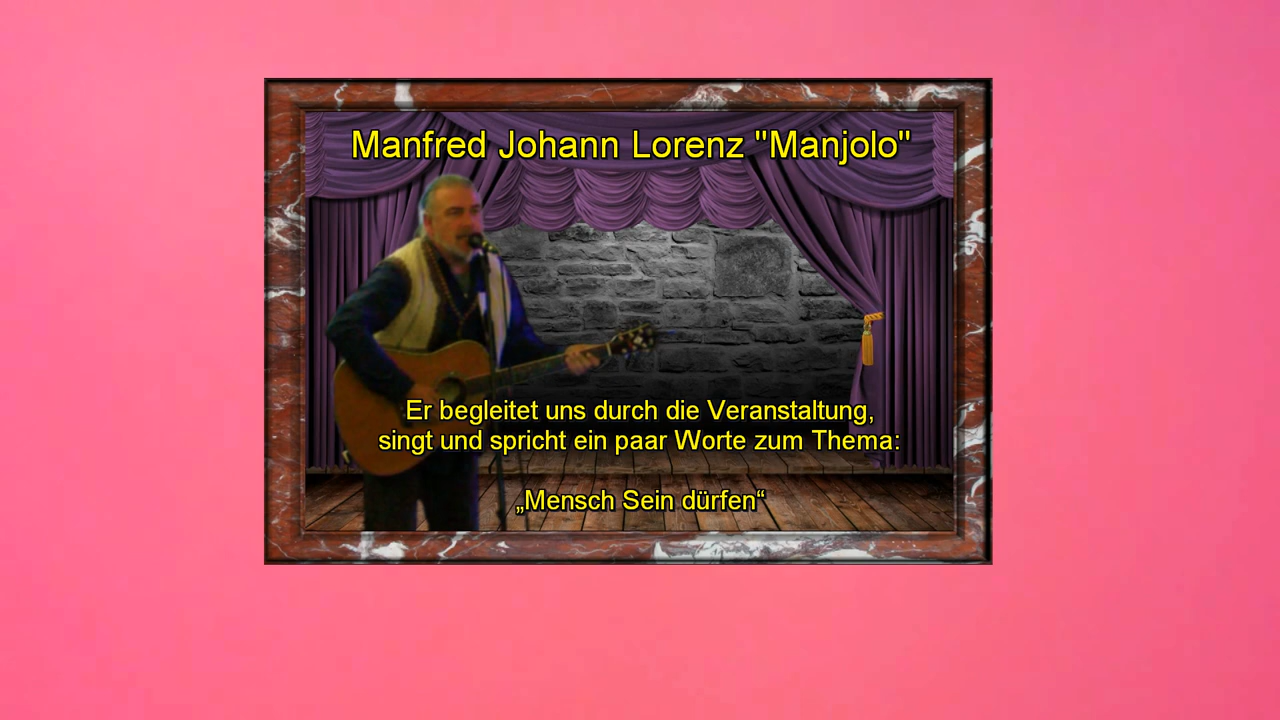 Manfred Johann Lorenz "Manjolo"
Er begleitet uns durch die Veranstaltung,
singt und spricht ein paar Worte zum Thema:
„Mensch Sein dürfen“